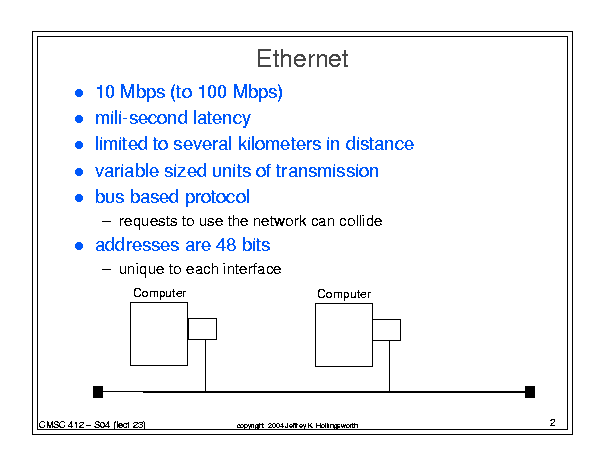 Ethernet
● 10 Mbps (to 100 Mbps)
● mili-second latency
● limited to several kilometers in distance
● variable sized units of transmission
● bus based protocol
– requests to use the network can collide
● addresses are 48 bits
– unique to each interface
Computer Computer
CMSC 412 – S04 (lect 23) copyright 2004 Jeffrey K. Hollingsworth 2